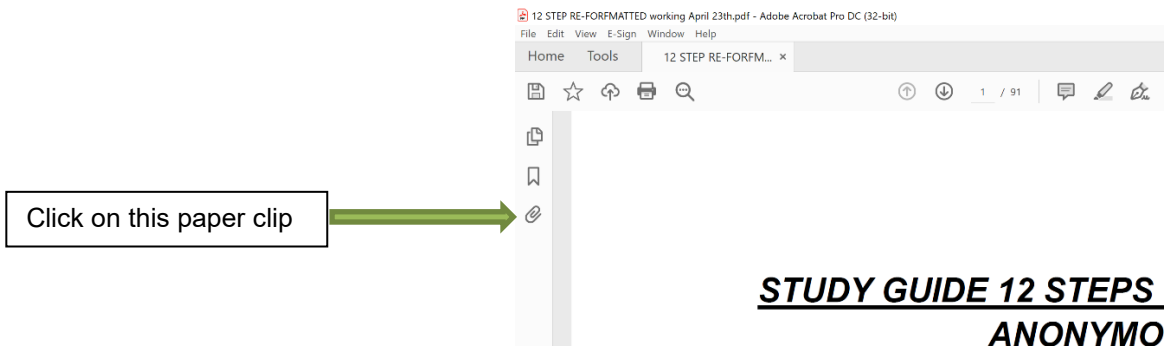 12 STEP RE-FORFMATTED working April 23th.pdf - Adobe Acrobat Pro DC (32-bit)
File Edit View E-Sign Window Help
Home Tools 12 STEP RE-FORFM... ×
1 / 91
Click on this paper clip
STUDY GUIDE 12 STEPS
ANONYMO